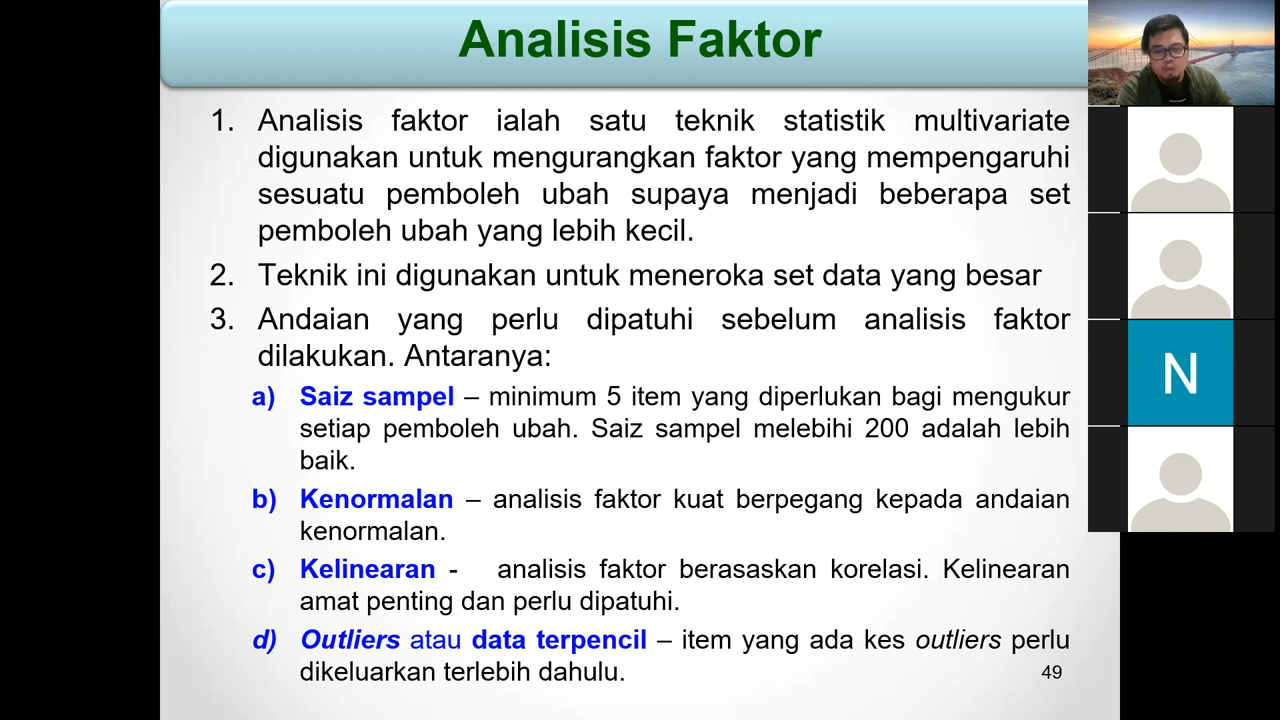 Analisis Faktor
1. Analisis faktor ialah satu teknik statistik multivariate
digunakan untuk mengurangkan faktor yang mempengaruhi
sesuatu pemboleh ubah supaya menjadi beberapa set
pemboleh ubah yang lebih kecil.
2. Teknik ini digunakan untuk meneroka set data yang besar
3. Andaian yang perlu dipatuhi sebelum analisis faktor
dilakukan. Antaranya:
a) Saiz sampel – minimum 5 item yang diperlukan bagi mengukur
setiap pemboleh ubah. Saiz sampel melebihi 200 adalah lebih
baik.
b) Kenormalan – analisis faktor kuat berpegang kepada andaian
kenormalan.
c) Kelinearan - analisis faktor berasaskan korelasi. Kelinearan
amat penting dan perlu dipatuhi.
d) Outliers atau data terpencil – item yang ada kes outliers perlu
dikeluarkan terlebih dahulu.
49
N